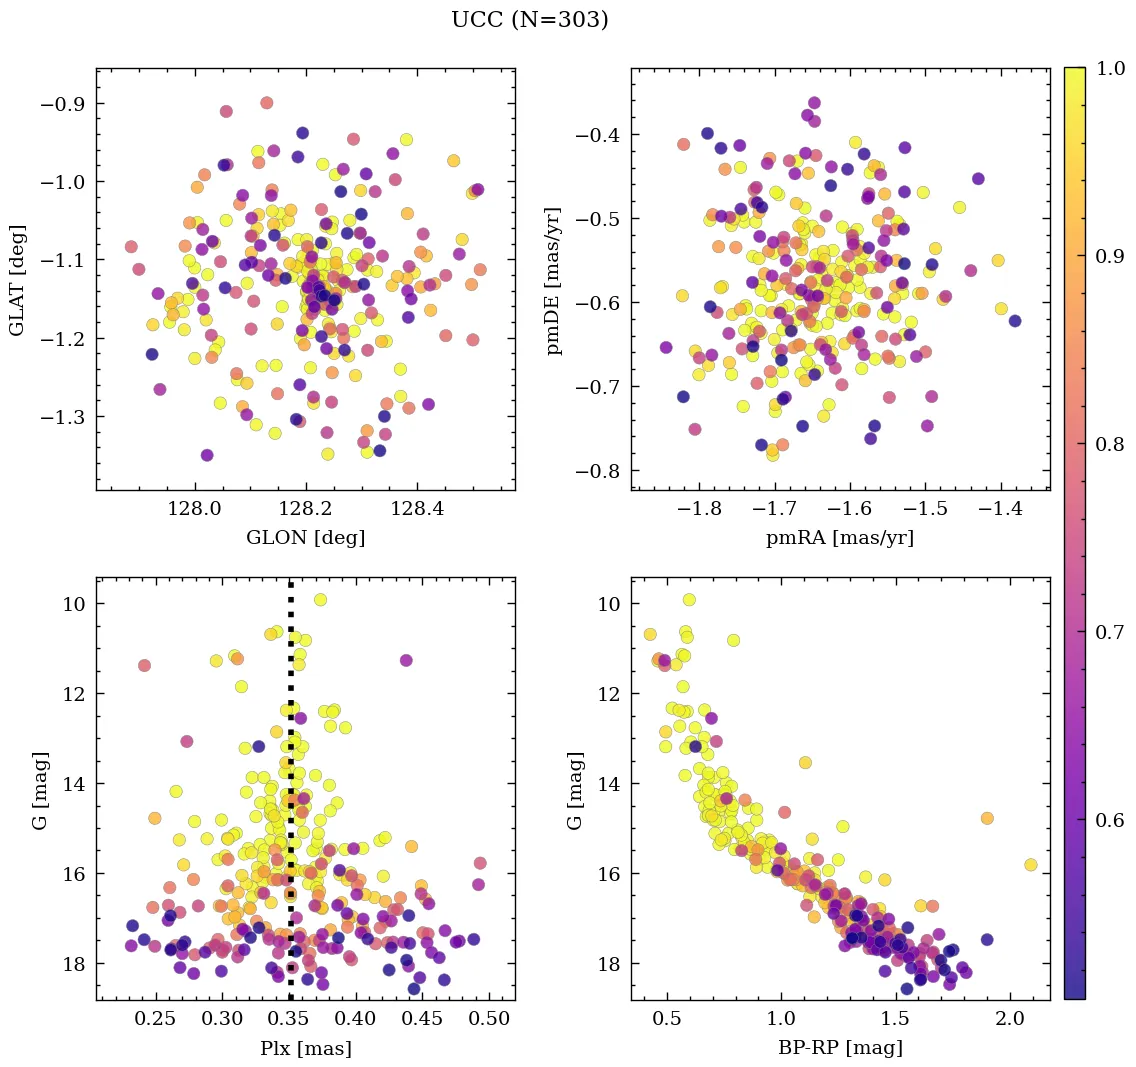 UCC (N=303)
−0.9
−1.0
−1.1
−1.2
−1.3
GLAT [deg]
128.0 128.2 128.4
GLON [deg]
−0.4
−0.5
−0.6
−0.7
−0.8
pmDE [mas/yr]
−1.8 −1.7 −1.6 −1.5 −1.4
pmRA [mas/yr]
1.0
0.9
0.8
0.7
0.6
10
12
14
16
18
G [mag]
0.25 0.30 0.35 0.40 0.45 0.50
Plx [mas]
10
12
14
16
18
G [mag]
0.5 1.0 1.5 2.0
BP-RP [mag]